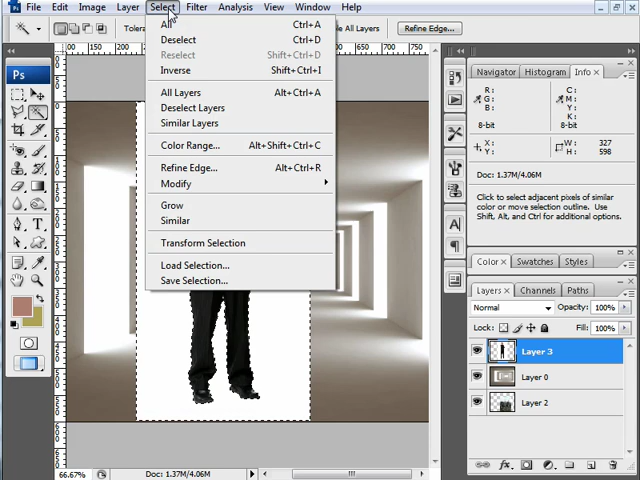 File Edit Image Layer Select Filter Analysis View Window Help
Tolera
le All Layers
Refine Edge...
Ps
All Ctrl+A
Deselect Ctrl+D
Reselect Shift+Ctrl+D
Inverse Shift+Ctrl+I
All Layers Alt+Ctrl+A
Deselect Layers
Similar Layers
Color Range... Alt+Shift+Ctrl+C
Refine Edge... Alt+Ctrl+R
Modify
Grow
Similar
Transform Selection
Load Selection...
Save Selection...
Navigator Histogram Info ×
R: C:
G: M:
B: Y:
K:
8-bit 8-bit
X: W: 327
Y: H: 598
Doc: 1.37M/4.06M
Click to select adjacent pixels of
similar color or move selection outline. Use
Shift, Alt, and Ctrl for additional options.
Color × Swatches Styles
Layers × Channels Paths
Normal Opacity: 100%
Lock: Fill: 100%
Layer 3
Layer 0
Layer 2
66.67% Doc: 1.37M/4.06M